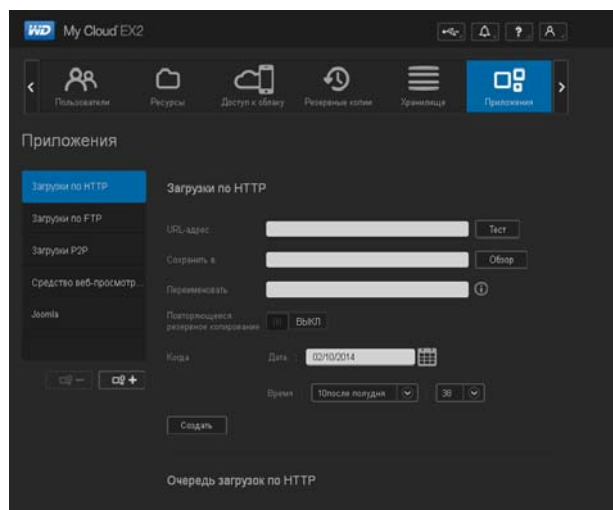 WD My Cloud EX2
Пользователи Ресурсы Доступ к облаку Резервные копии Хранилище Приложения
Приложения
Загрузки по HTTP
Загрузки по FTP
Загрузки P2P
Средство веб-просмотр...
Joomla
Загрузки по HTTP
URL-адрес Тест
Сохранить в Обзор
Переименовать
Повторяющееся
резервное копирование ВЫКЛ
Когда Дата : 02/10/2014
Время 10после полудня 38
Создать
Очередь загрузок по HTTP